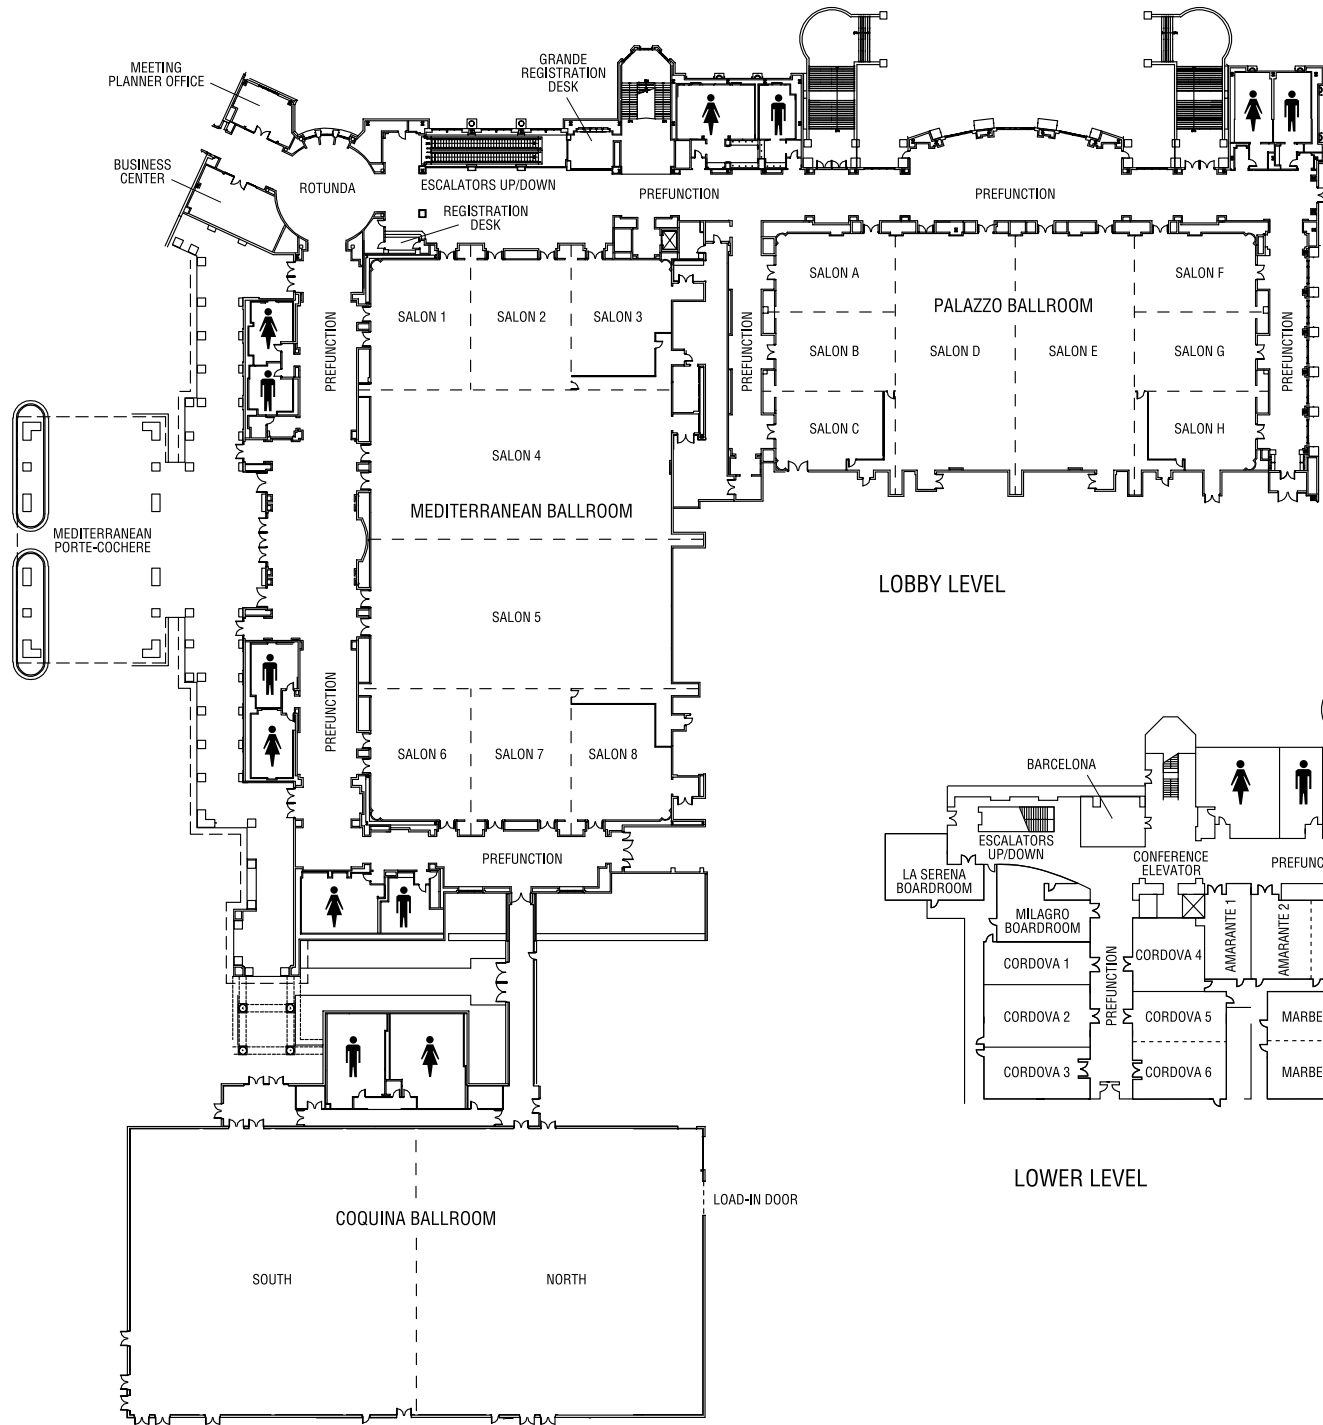 MEETING
PLANNER OFFICE
GRANDE
REGISTRATION
DESK
BUSINESS
CENTER
ROTUNDA
ESCALATORS UP/DOWN
PREFUNCTION
PREFUNCTION
REGISTRATION
DESK
SALON 1
SALON 2
SALON 3
PREFUNCTION
PREFUNCTION
SALON A
SALON F
PALAZZO BALLROOM
SALON B
SALON D
SALON E
SALON G
PREFUNCTION
SALON C
SALON H
SALON 4
MEDITERRANEAN BALLROOM
MEDITERRANEAN
PORTE-COCHERE
LOBBY LEVEL
SALON 5
PREFUNCTION
SALON 6
SALON 7
SALON 8
PREFUNCTION
BARCELONA
ESCALATORS
UP/DOWN
CONFERENCE
ELEVATOR
PREFUNC
LA SERENA
BOARDROOM
MILAGRO
BOARDROOM
AMARANTE 1
AMARANTE 2
CORDOVA 1
CORDOVA 4
PREFUNCTION
CORDOVA 2
CORDOVA 5
MARBE
CORDOVA 3
CORDOVA 6
MARBE
LOWER LEVEL
LOAD-IN DOOR
COQUINA BALLROOM
SOUTH
NORTH